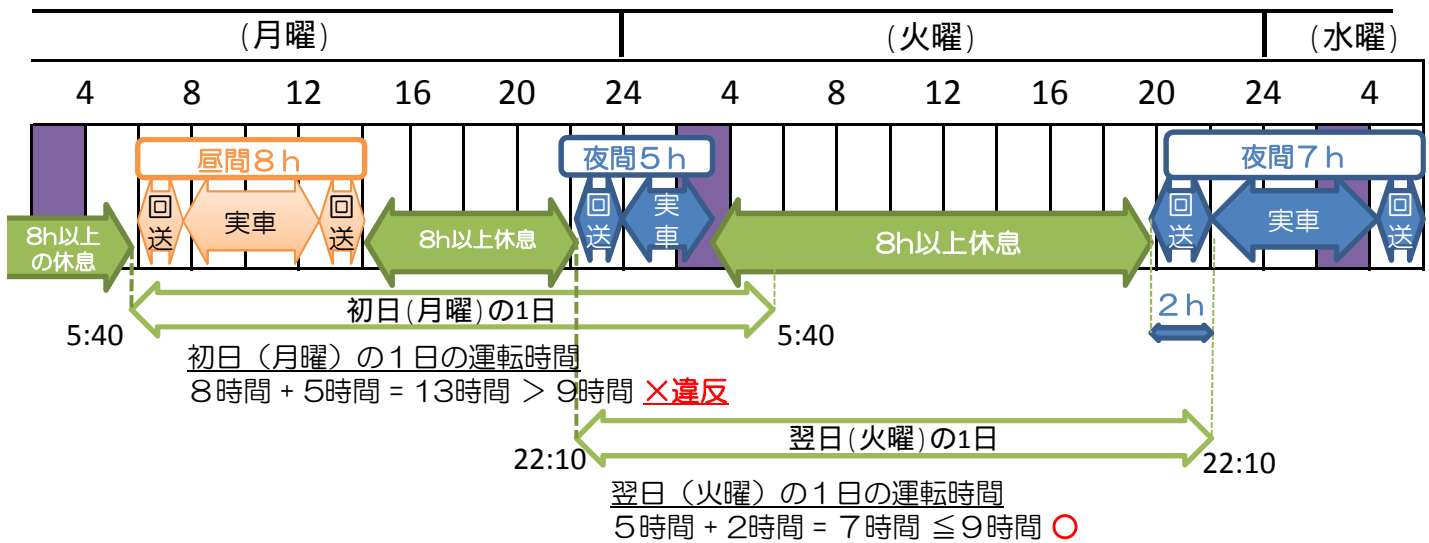 (月曜)
(火曜)
(水曜)
4 8 12 16 20 24 4 8 12 16 20 24 4
昼間8h
夜間5h
夜間7h
回送
実車
回送
回送
実車
回送
実車
回送
8h以上
の休息
8h以上休息
8h以上休息
初日(月曜)の1日
5:40
5:40
2h
初日（月曜）の１日の運転時間
８時間 + 5時間 = 13時間 ＞ 9時間 ×違反
翌日(火曜)の1日
22:10
22:10
翌日（火曜）の１日の運転時間
５時間 + ２時間 = ７時間 ≦９時間 〇